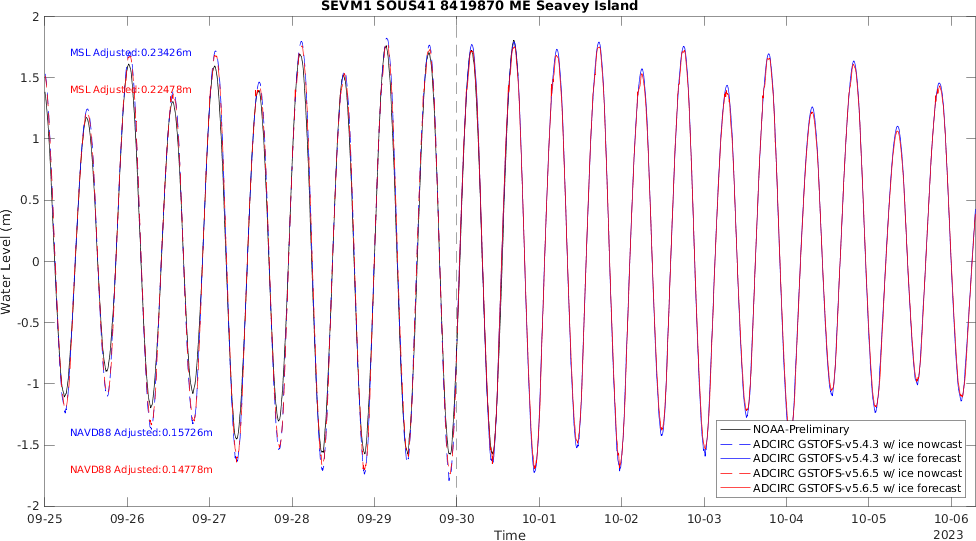 SEVM1 SOUS41 8419870 ME Seavey Island
2
1.5
1
0.5
0
-0.5
-1
-1.5
-2
Water Level (m)
MSL Adjusted:0.23426m
MSL Adjusted:0.22478m
NAVD88 Adjusted:0.15726m
NAVD88 Adjusted:0.14778m
NOAA-Preliminary
ADCIRC GSTOFS-v5.4.3 w/ ice nowcast
ADCIRC GSTOFS-v5.4.3 w/ ice forecast
ADCIRC GSTOFS-v5.6.5 w/ ice nowcast
ADCIRC GSTOFS-v5.6.5 w/ ice forecast
09-25 09-26 09-27 09-28 09-29 09-30 10-01 10-02 10-03 10-04 10-05 10-06
2023
Time